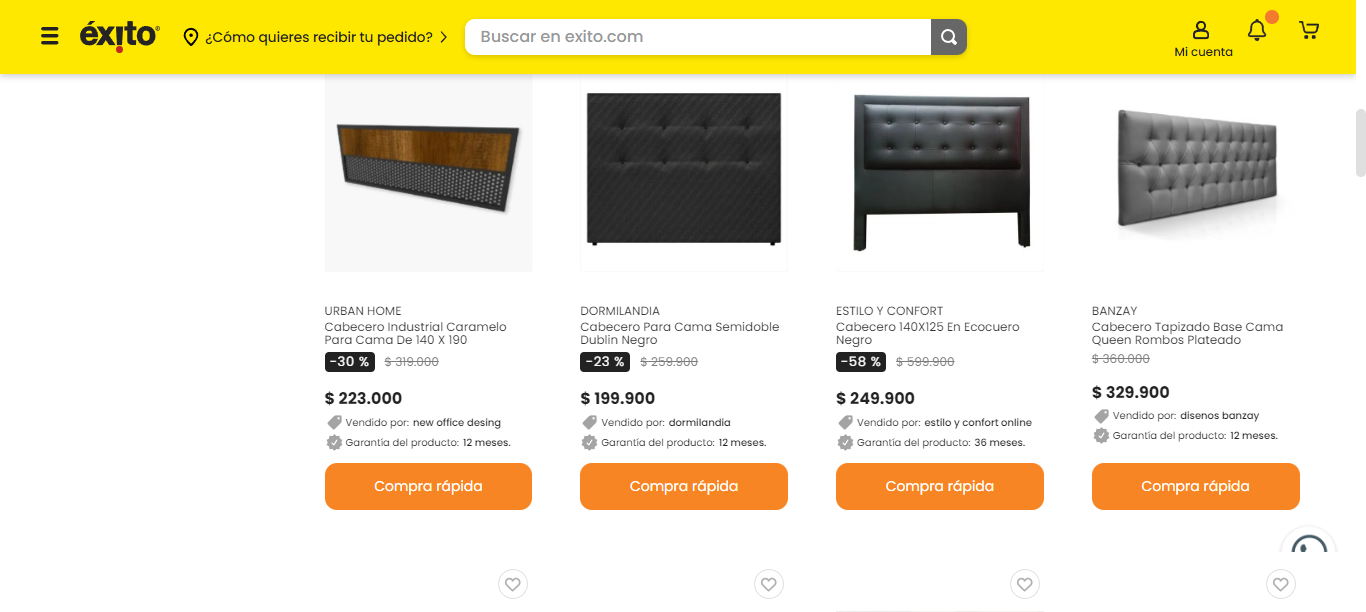 éxito
¿Cómo quieres recibir tu pedido?
Buscar en exito.com
Mi cuenta
URBAN HOME
Cabecero Industrial Caramelo
Para Cama De 140 X 190
-30 % $ 319.000
$ 223.000
Vendido por: new office desing
Garantía del producto: 12 meses.
Compra rápida
DORMILANDIA
Cabecero Para Cama Semidoble
Dublin Negro
-23 % $ 259.900
$ 199.900
Vendido por: dormilandia
Garantía del producto: 12 meses.
Compra rápida
ESTILO Y CONFORT
Cabecero 140X125 En Ecocuero
Negro
-58 % $ 599.900
$ 249.900
Vendido por: estilo y confort online
Garantía del producto: 36 meses.
Compra rápida
BANZAY
Cabecero Tapizado Base Cama
Queen Rombos Plateado
$ 360.000
$ 329.900
Vendido por: disenos banzay
Garantía del producto: 12 meses.
Compra rápida